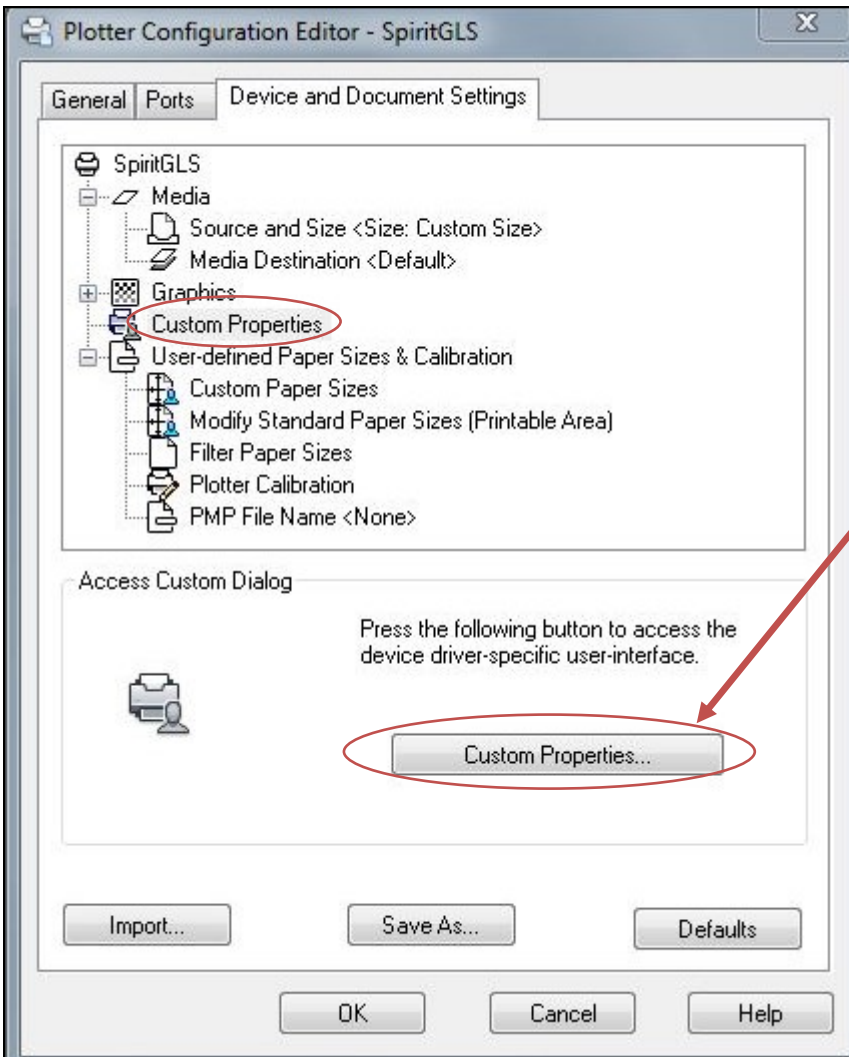 Plotter Configuration Editor - SpiritGLS
General Ports Device and Document Settings
SpiritGLS
Media
Source and Size <Size: Custom Size>
Media Destination <Default>
Graphics
Custom Properties
User-defined Paper Sizes & Calibration
Custom Paper Sizes
Modify Standard Paper Sizes (Printable Area)
Filter Paper Sizes
Plotter Calibration
PMP File Name <None>
Access Custom Dialog
Press the following button to access the
device driver-specific user-interface.
Custom Properties...
Import... Save As... Defaults
OK Cancel Help